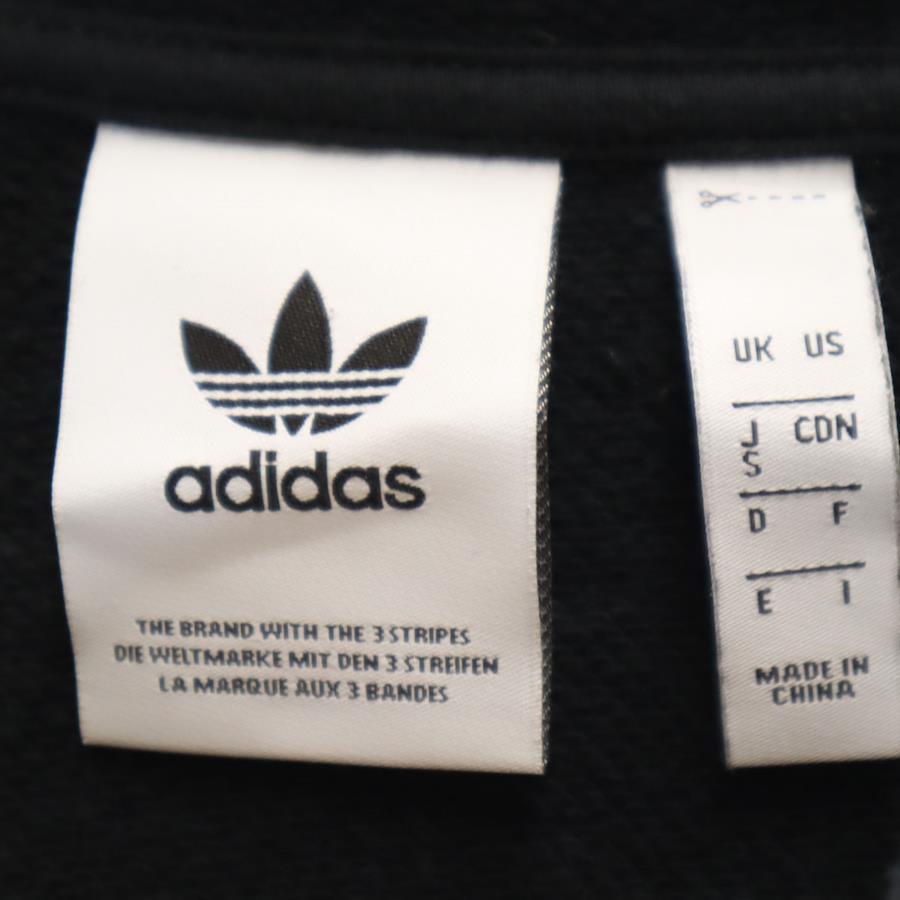 adidas
THE BRAND WITH THE 3 STRIPES
DIE WELTMARKE MIT DEN 3 STREIFEN
LA MARQUE AUX 3 BANDES
UK US
J CDN
S
D F
E I
MADE IN
CHINA